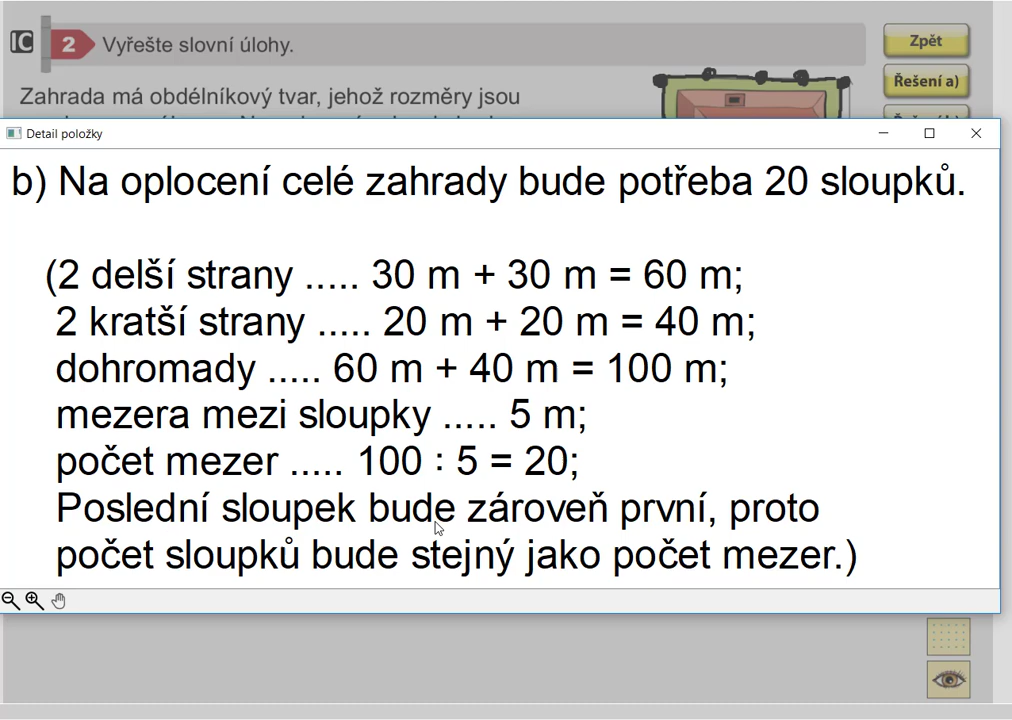 IC
2 Vyřešte slovní úlohy.
Zpět
Řešení a)
Zahrada má obdélníkový tvar, jehož rozměry jsou
Detail položky
b) Na oplocení celé zahrady bude potřeba 20 sloupků.
(2 delší strany ..... 30 m + 30 m = 60 m;
2 kratší strany ..... 20 m + 20 m = 40 m;
dohromady ..... 60 m + 40 m = 100 m;
mezera mezi sloupky ..... 5 m;
počet mezer ..... 100 : 5 = 20;
Poslední sloupek bude zároveň první, proto
počet sloupků bude stejný jako počet mezer.)